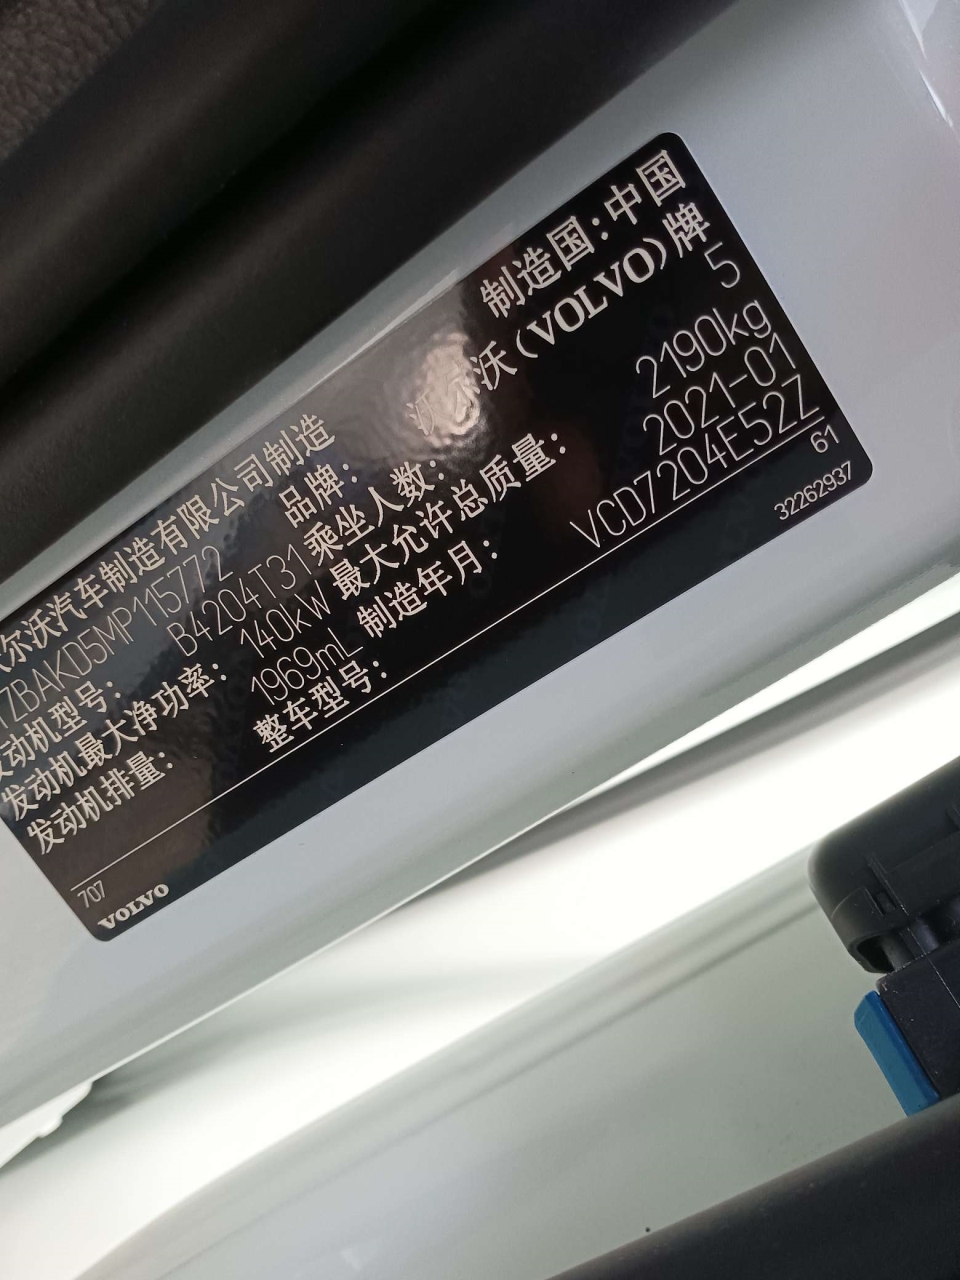 制造国：中国
尔沃汽车制造有限公司制造
品牌： 沃尔沃（VOLVO）牌
ZBAKD5MP115772
乘坐人数： 5
发动机型号： B4204T31
最大允许总质量： 2190kg
发动机最大净功率： 140kW
制造年月： 2021-01
发动机排量： 1969mL
整车型号： VCD7204E52Z
707
61
VOLVO
32262937